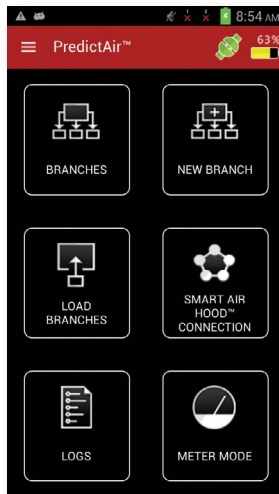 8:54 AM
PredictAir™
63%
BRANCHES
NEW BRANCH
LOAD
BRANCHES
SMART AIR
HOOD™
CONNECTION
LOGS
METER MODE